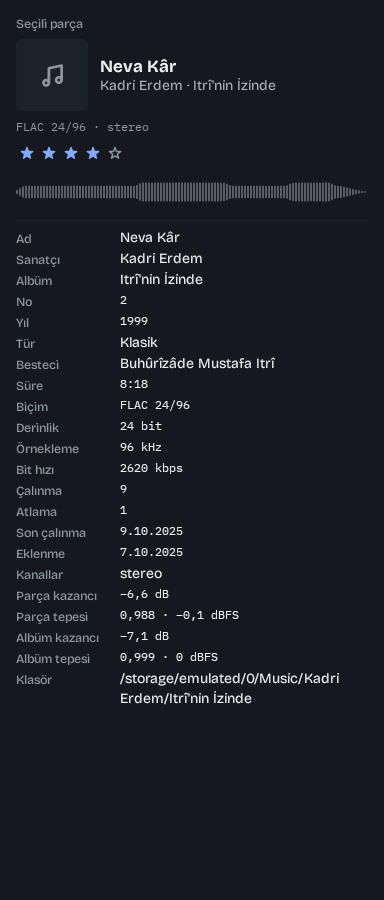 Seçili parça
Neva Kâr
Kadri Erdem · Itrî'nin İzinde
FLAC 24/96 · stereo
Ad Neva Kâr
Sanatçı Kadri Erdem
Albüm Itrî'nin İzinde
No 2
Yıl 1999
Tür Klasik
Besteci Buhûrîzâde Mustafa Itrî
Süre 8:18
Biçim FLAC 24/96
Derinlik 24 bit
Örnekleme 96 kHz
Bit hızı 2620 kbps
Çalınma 9
Atlama 1
Son çalınma 9.10.2025
Eklenme 7.10.2025
Kanallar stereo
Parça kazancı −6,6 dB
Parça tepesi 0,988 · −0,1 dBFS
Albüm kazancı −7,1 dB
Albüm tepesi 0,999 · 0 dBFS
Klasör /storage/emulated/0/Music/Kadri
Erdem/Itrî'nin İzinde